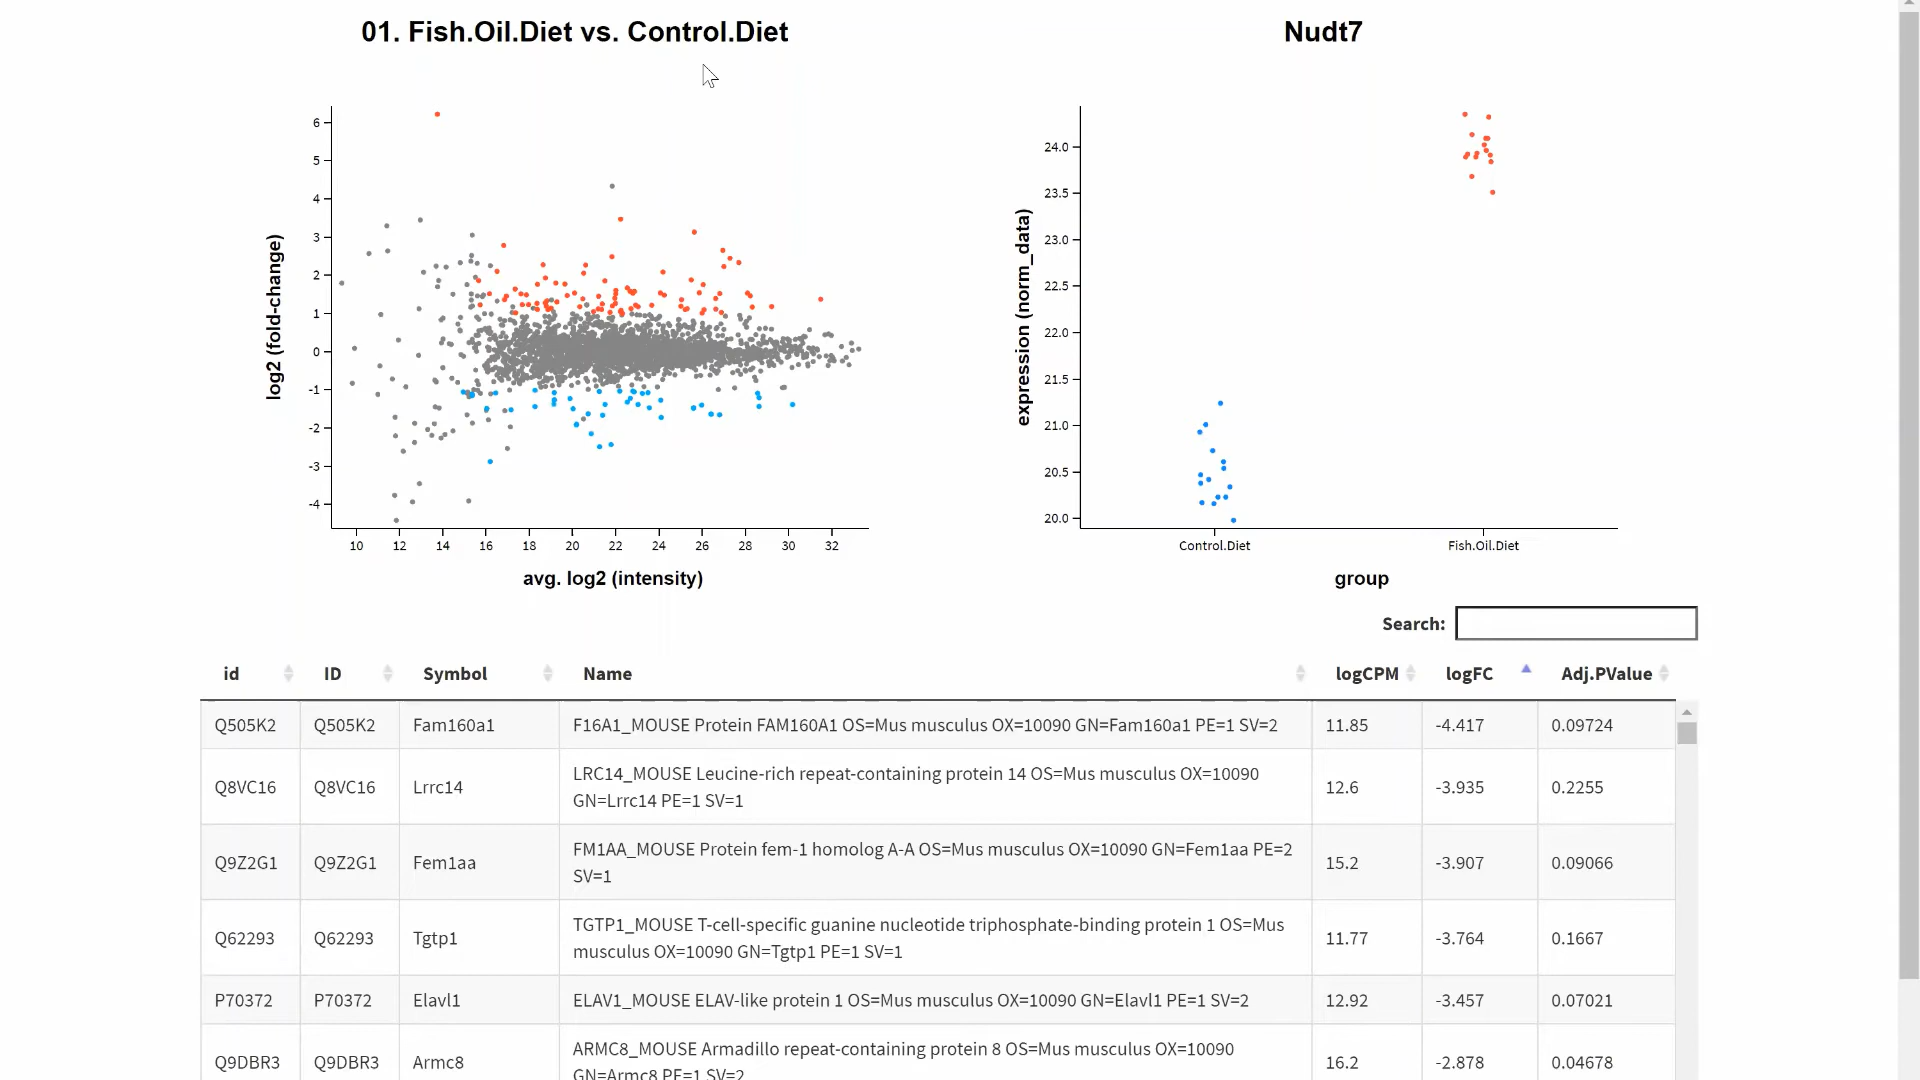 01. Fish.Oil.Diet vs. Control.Diet
Nudt7
6
5
4
3
2
1
0
-1
-2
-3
-4
log2 (fold-change)
10 12 14 16 18 20 22 24 26 28 30 32
avg. log2 (intensity)
24.0
23.5
23.0
22.5
22.0
21.5
21.0
20.5
20.0
expression (norm_data)
Control.Diet Fish.Oil.Diet
group
Search:
id ID Symbol Name logCPM logFC Adj.PValue
Q505K2 Q505K2 Fam160a1 F16A1_MOUSE Protein FAM160A1 OS=Mus musculus OX=10090 GN=Fam160a1 PE=1 SV=2 11.85 -4.417 0.09724
Q8VC16 Q8VC16 Lrrc14 LRC14_MOUSE Leucine-rich repeat-containing protein 14 OS=Mus musculus OX=10090
GN=Lrrc14 PE=1 SV=1 12.6 -3.935 0.2255
Q9Z2G1 Q9Z2G1 Fem1aa FM1AA_MOUSE Protein fem-1 homolog A-A OS=Mus musculus OX=10090 GN=Fem1aa PE=2
SV=1 15.2 -3.907 0.09066
Q62293 Q62293 Tgtp1 TGTP1_MOUSE T-cell-specific guanine nucleotide triphosphate-binding protein 1 OS=Mus
musculus OX=10090 GN=Tgtp1 PE=1 SV=1 11.77 -3.764 0.1667
P70372 P70372 Elavl1 ELAV1_MOUSE ELAV-like protein 1 OS=Mus musculus OX=10090 GN=Elavl1 PE=1 SV=2 12.92 -3.457 0.07021
Q9DBR3 Q9DBR3 Armc8 ARMC8_MOUSE Armadillo repeat-containing protein 8 OS=Mus musculus OX=10090
GN=Armc8 PE=1 SV=2 16.2 -2.878 0.04678